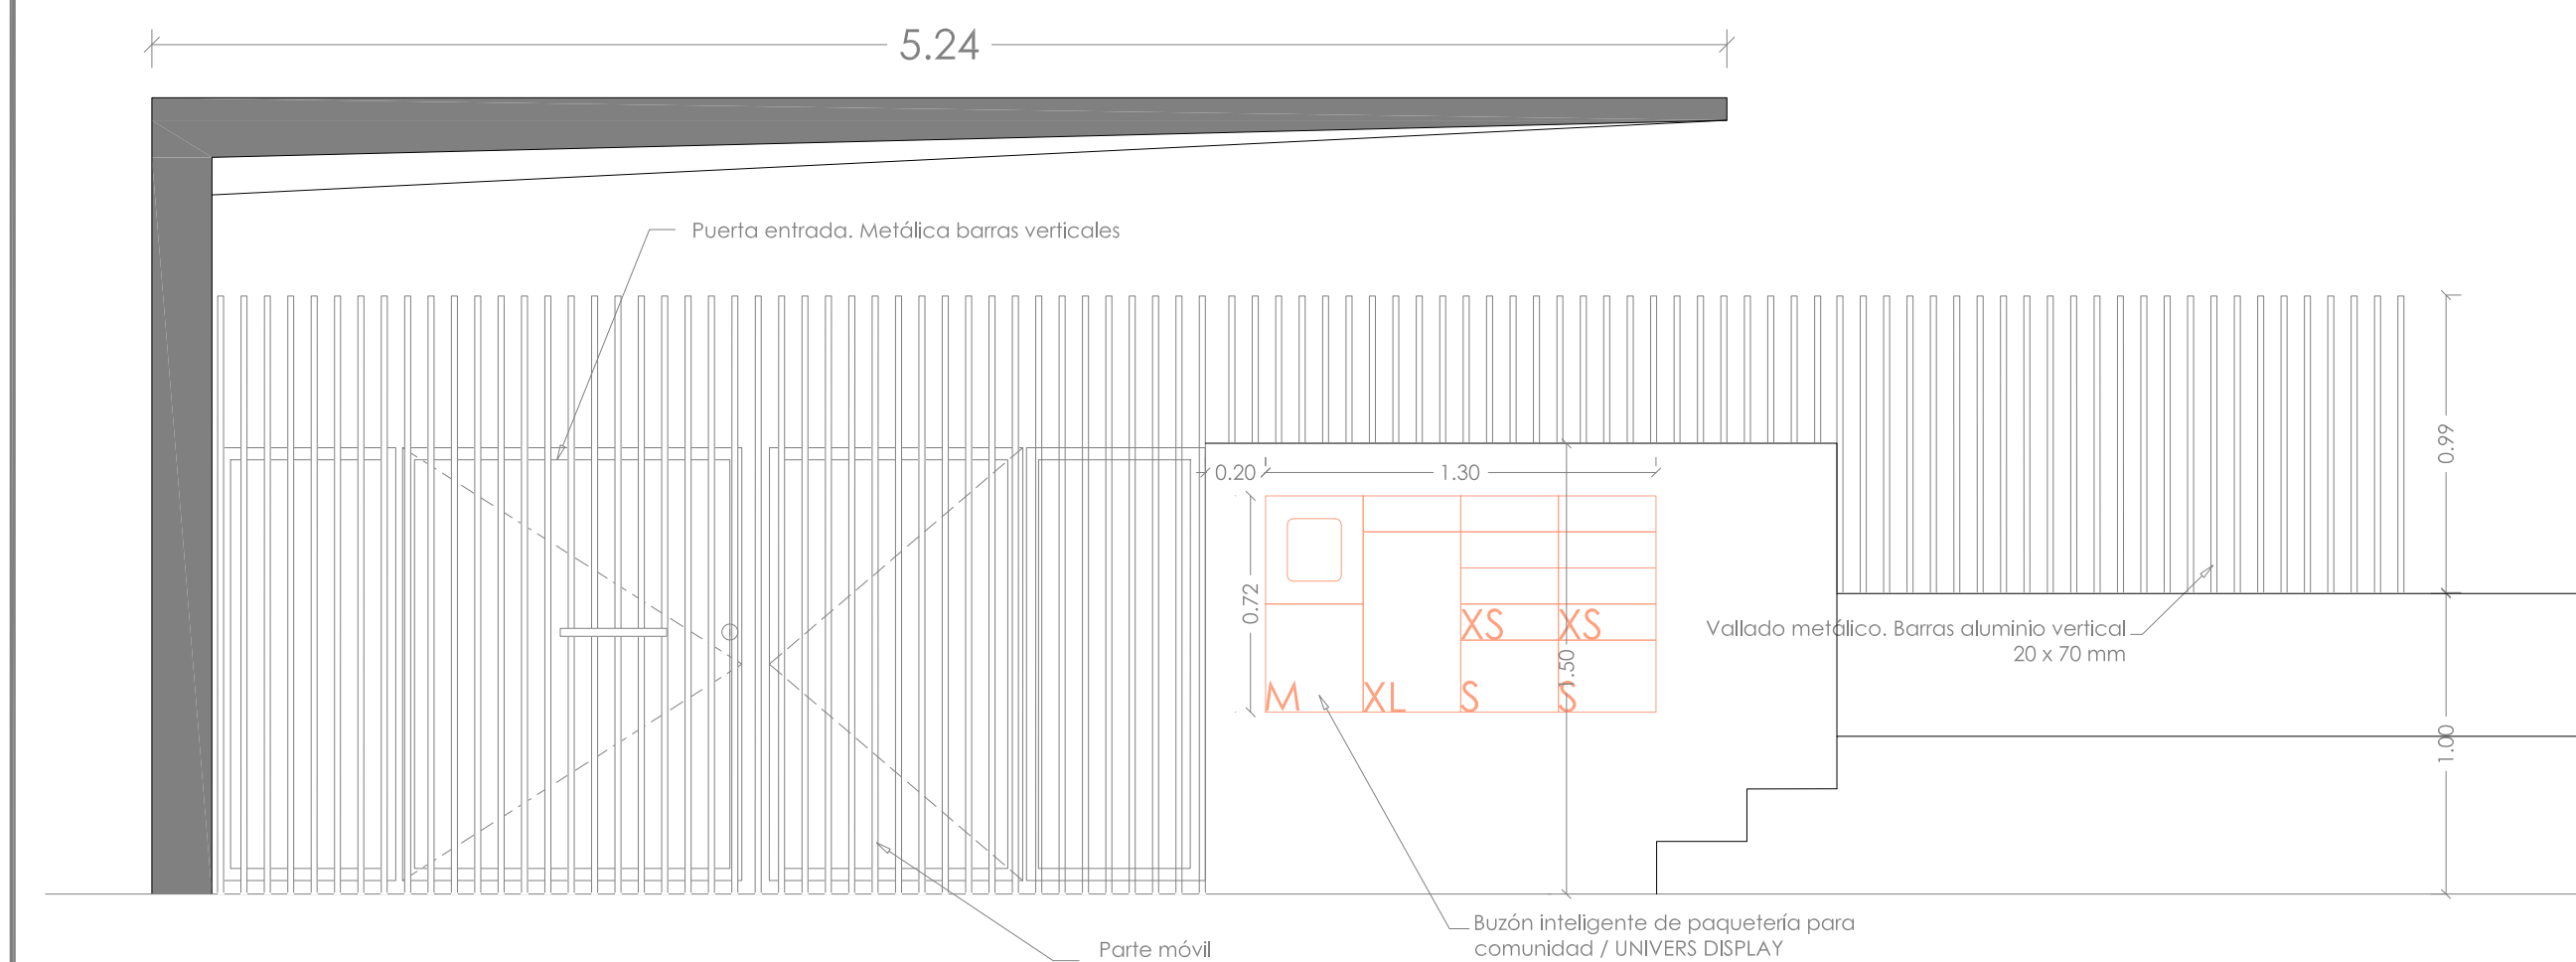 5.24
Puerta entrada. Metálica barras verticales
0.99
0.20
1.30
0.72
XS XS
M XL S S
1.50
Vallado metálico. Barras aluminio vertical
20 x 70 mm
1.00
Buzón inteligente de paquetería para
comunidad / UNIVERS DISPLAY
Parte móvil